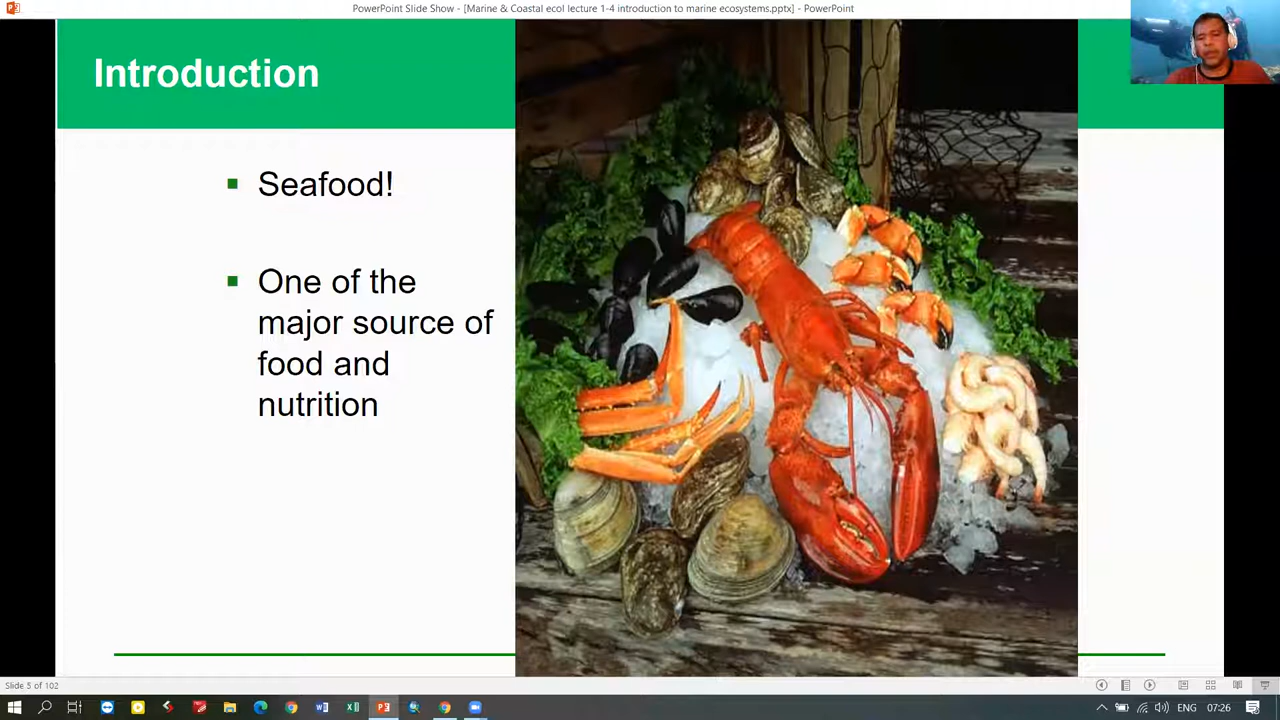 PowerPoint Slide Show - [Marine & Coastal ecol lecture 1-4 introduction to marine ecosystems.pptx] - PowerPoint
Introduction
Seafood!
One of the
major source of
food and
nutrition
Slide 5 of 102
ENG
07:26